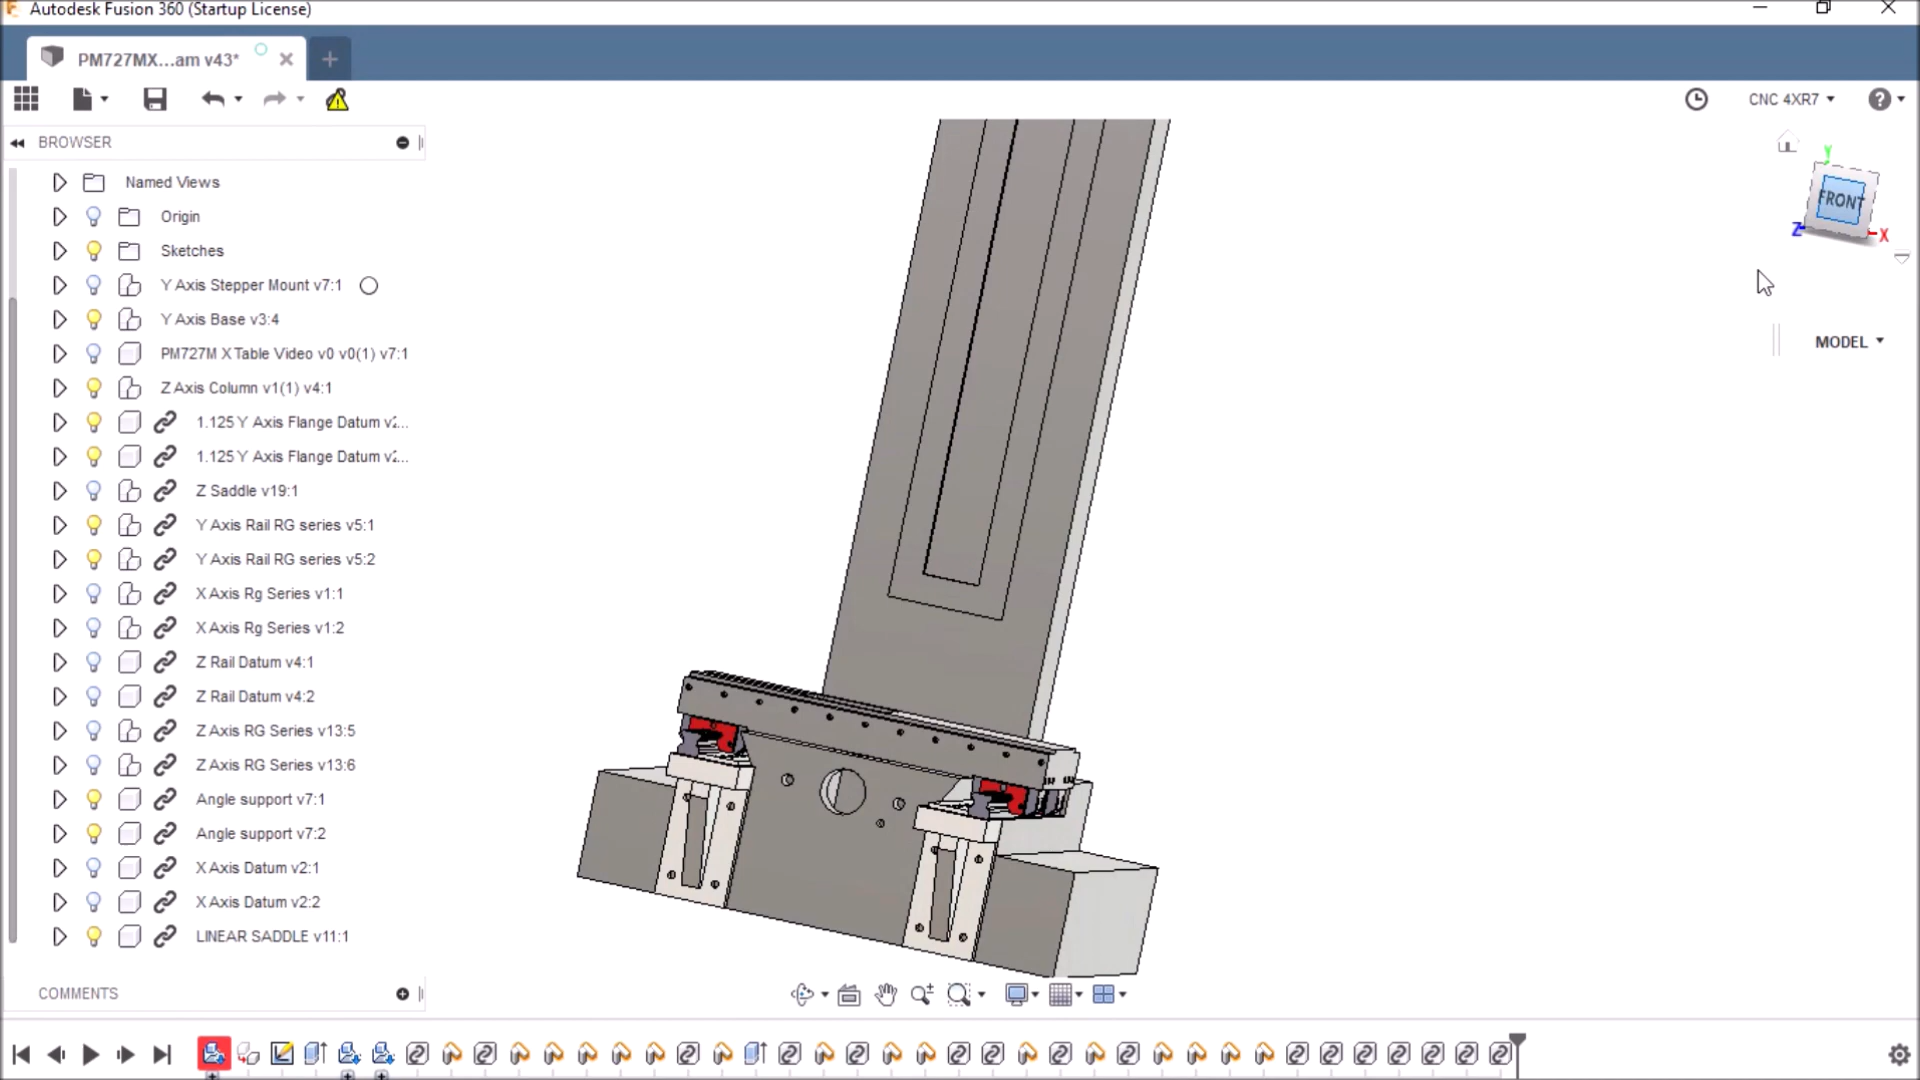 Autodesk Fusion 360 (Startup License)
PM727MX...am v43*
CNC 4XR7
BROWSER
Named Views
Origin
Sketches
Y Axis Stepper Mount v7:1
Y Axis Base v3:4
PM727M X Table Video v0 v0(1) v7:1
Z Axis Column v1(1) v4:1
1.125 Y Axis Flange Datum v2...
1.125 Y Axis Flange Datum v2...
Z Saddle v19:1
Y Axis Rail RG series v5:1
Y Axis Rail RG series v5:2
X Axis Rg Series v1:1
X Axis Rg Series v1:2
Z Rail Datum v4:1
Z Rail Datum v4:2
Z Axis RG Series v13:5
Z Axis RG Series v13:6
Angle support v7:1
Angle support v7:2
X Axis Datum v2:1
X Axis Datum v2:2
LINEAR SADDLE v11:1
COMMENTS
Y
FRONT
Z
X
MODEL